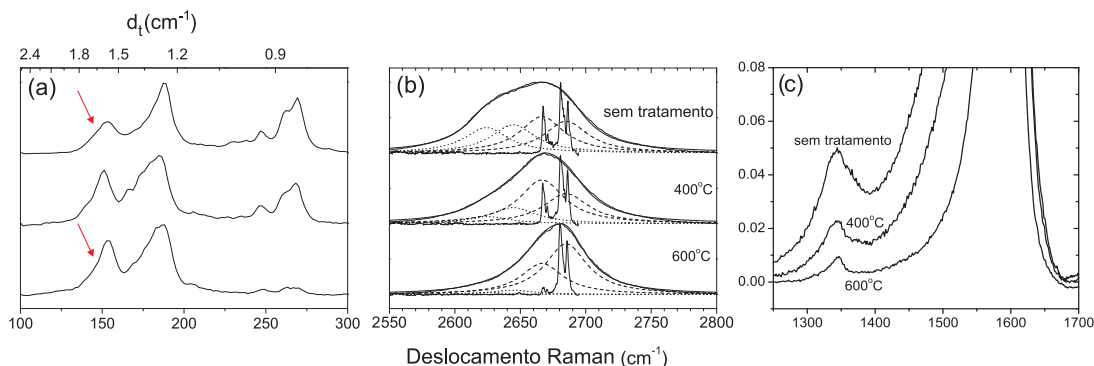 dt(cm-1)
2.4 1.8 1.5 1.2 0.9
(a)
100 150 200 250 300
(b)
sem tratamento
400°C
600°C
2550 2600 2650 2700 2750 2800
(c)
0.08
0.06
0.04
0.02
0.00
sem tratamento
400°C
600°C
1300 1400 1500 1600 1700
Deslocamento Raman (cm-1)